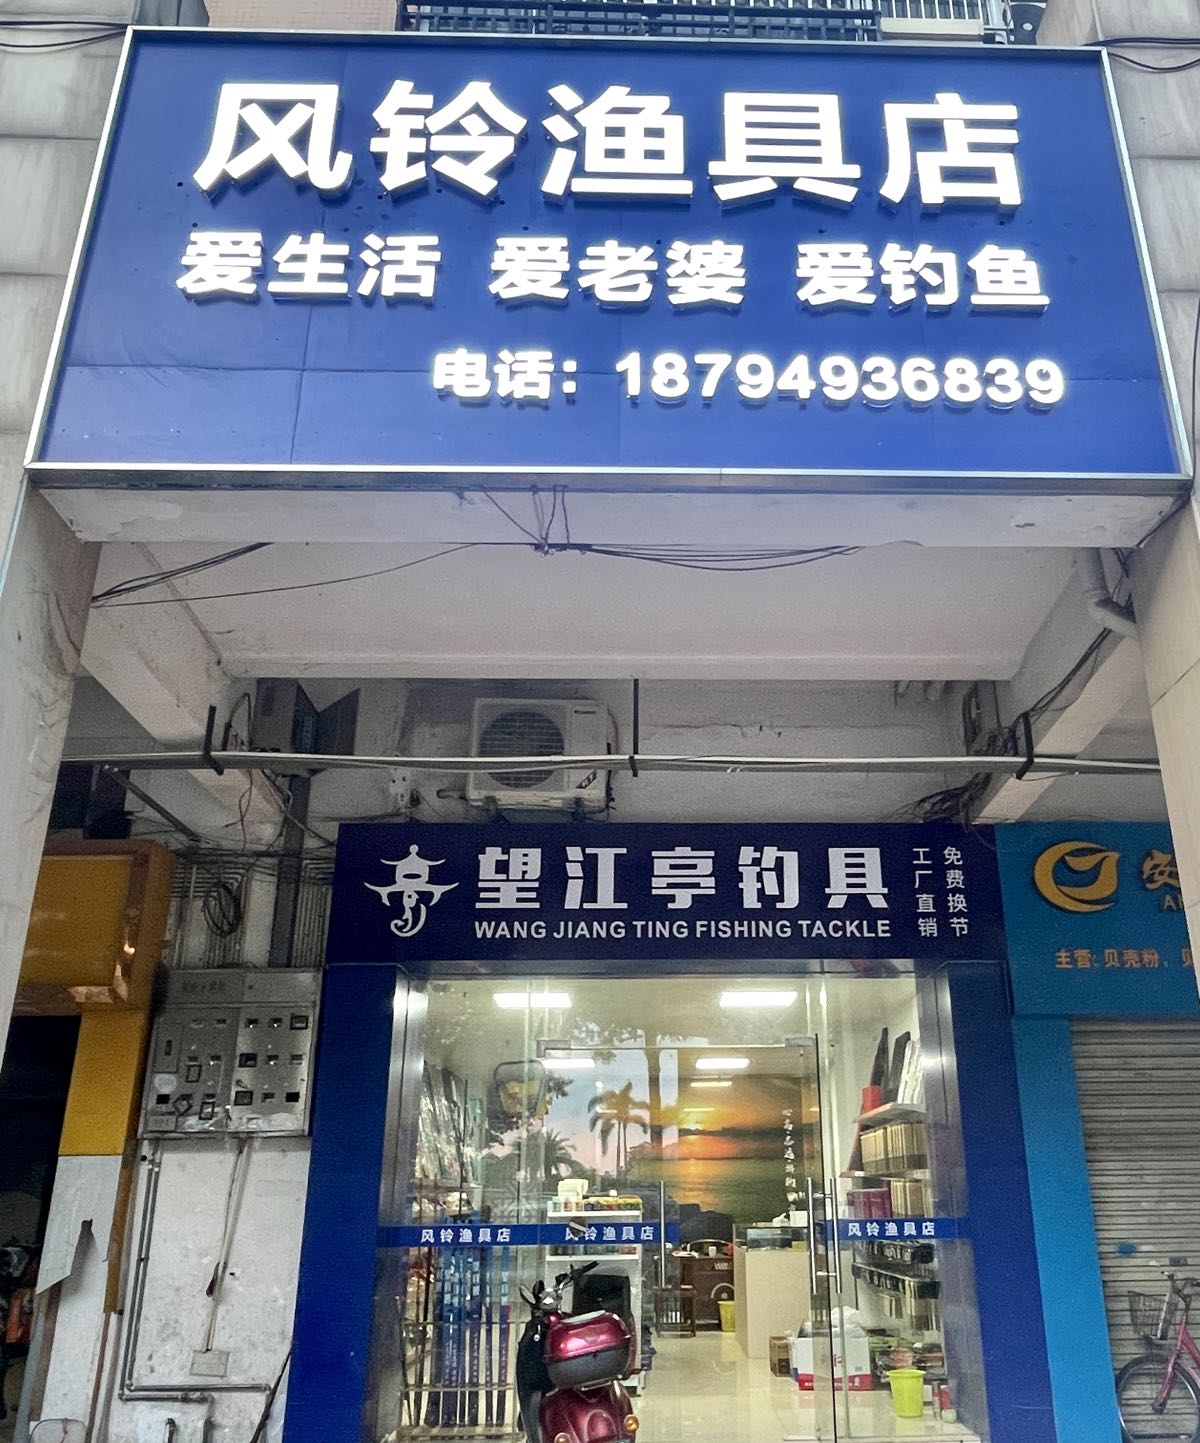 风铃渔具店
爱生活 爱老婆 爱钓鱼
电话：18794936839
亭
望江亭钓具
WANG JIANG TING FISHING TACKLE
免费换节
工厂直销
主营:贝壳粉、
风铃渔具店
风铃渔具店
风铃渔具店